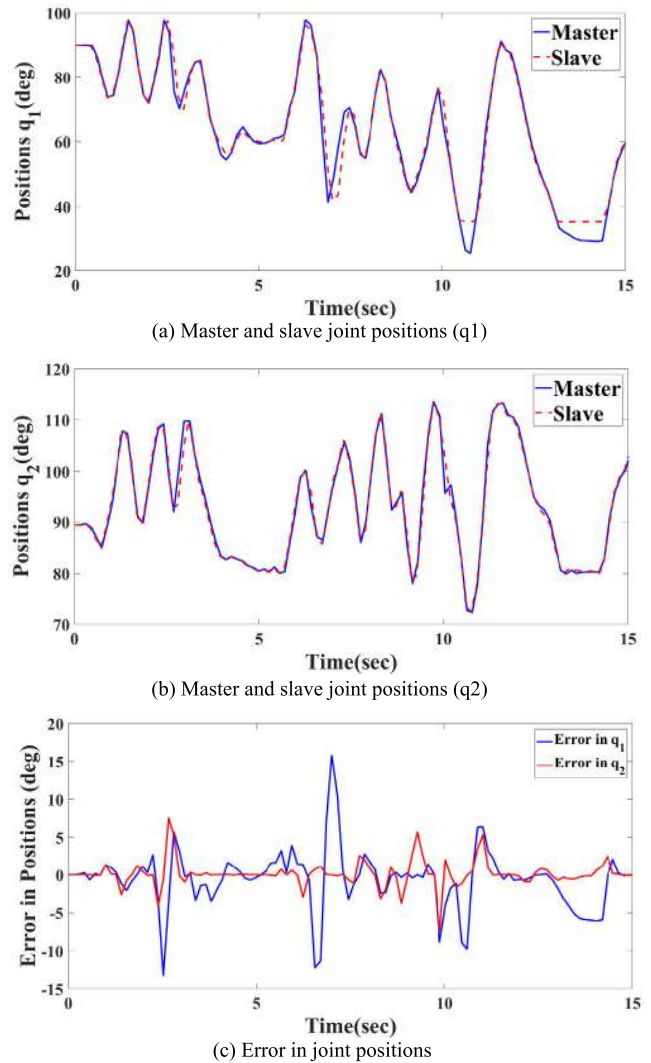 100
80
60
40
20
Positions q1(deg)
Master
Slave
0
5
10
15
Time(sec)
(a) Master and slave joint positions (q1)
120
110
100
90
80
70
Positions q2(deg)
Master
Slave
0
5
10
15
Time(sec)
(b) Master and slave joint positions (q2)
20
15
10
5
0
-5
-10
-15
Error in Positions (deg)
Error in q1
Error in q2
0
5
10
15
Time(sec)
(c) Error in joint positions